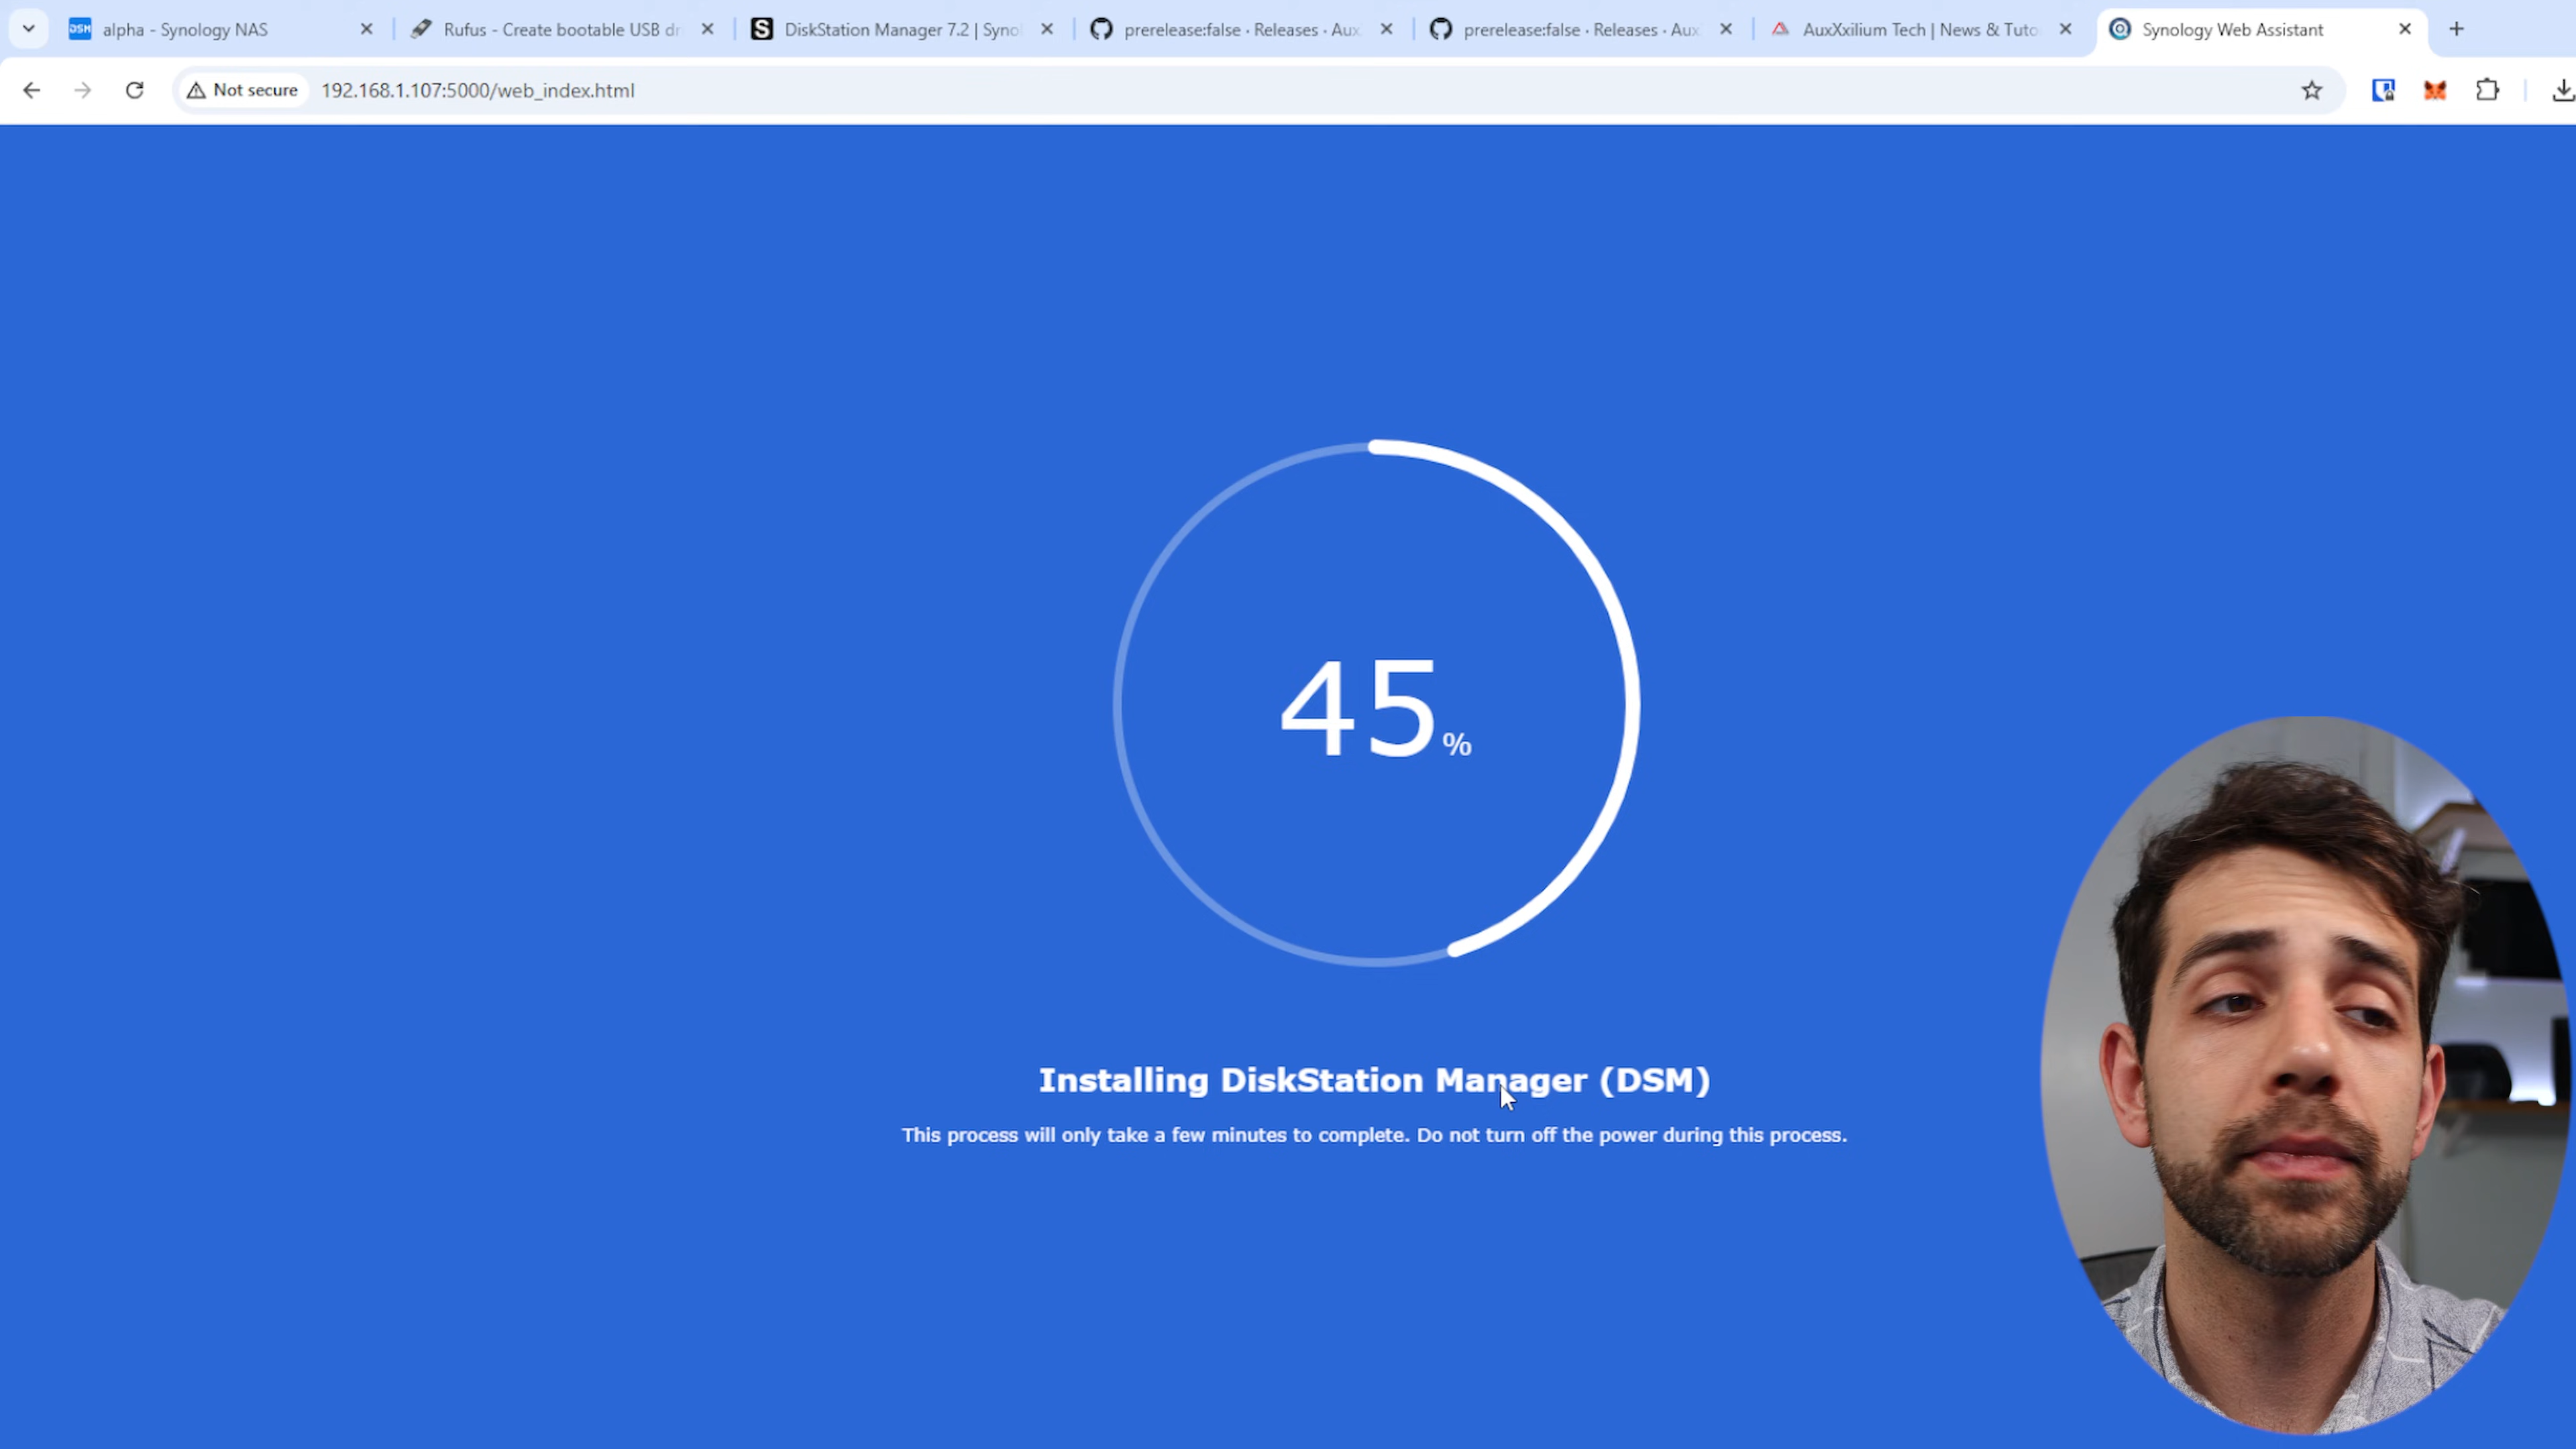 DSM alpha - Synology NAS
Rufus - Create bootable USB dr
DiskStation Manager 7.2 | Syno
prerelease:false · Releases · Aux
prerelease:false · Releases · Aux
AuxXxilium Tech | News & Tuto
Synology Web Assistant
Not secure 192.168.1.107:5000/web_index.html
45%
Installing DiskStation Manager (DSM)
This process will only take a few minutes to complete. Do not turn off the power during this process.